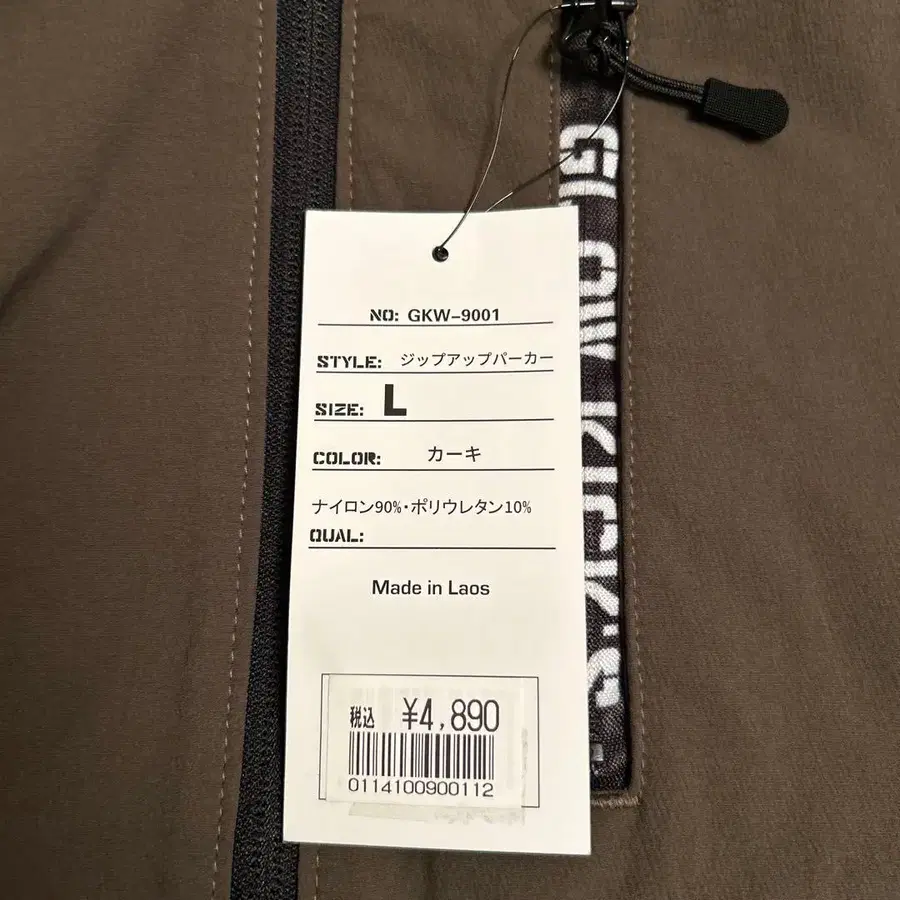 NO: GKW-9001
STYLE: ジップアップパーカー
SIZE: L
COLOR: カーキ
ナイロン90%・ポリウレタン10%
QUAL:
Made in Laos
税込 ¥4,890
0114100900112